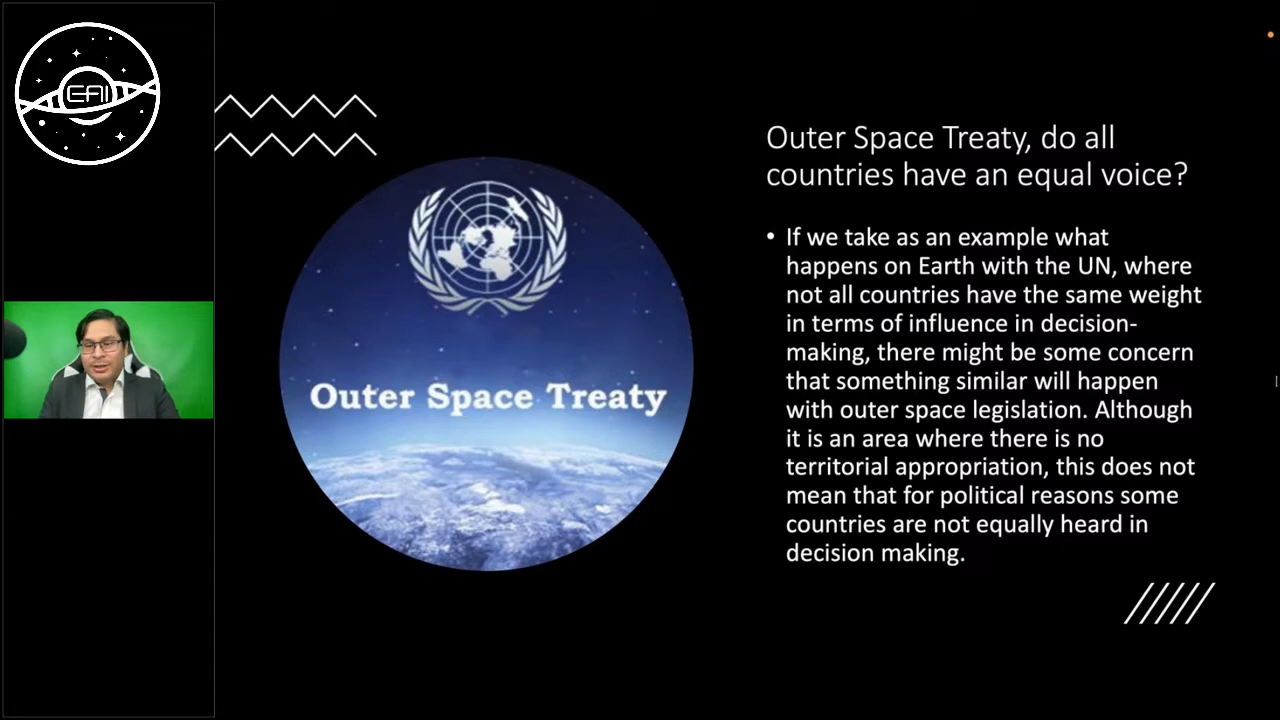 EAI
Outer Space Treaty
Outer Space Treaty, do all
countries have an equal voice?
• If we take as an example what
happens on Earth with the UN, where
not all countries have the same weight
in terms of influence in decision-
making, there might be some concern
that something similar will happen
with outer space legislation. Although
it is an area where there is no
territorial appropriation, this does not
mean that for political reasons some
countries are not equally heard in
decision making.